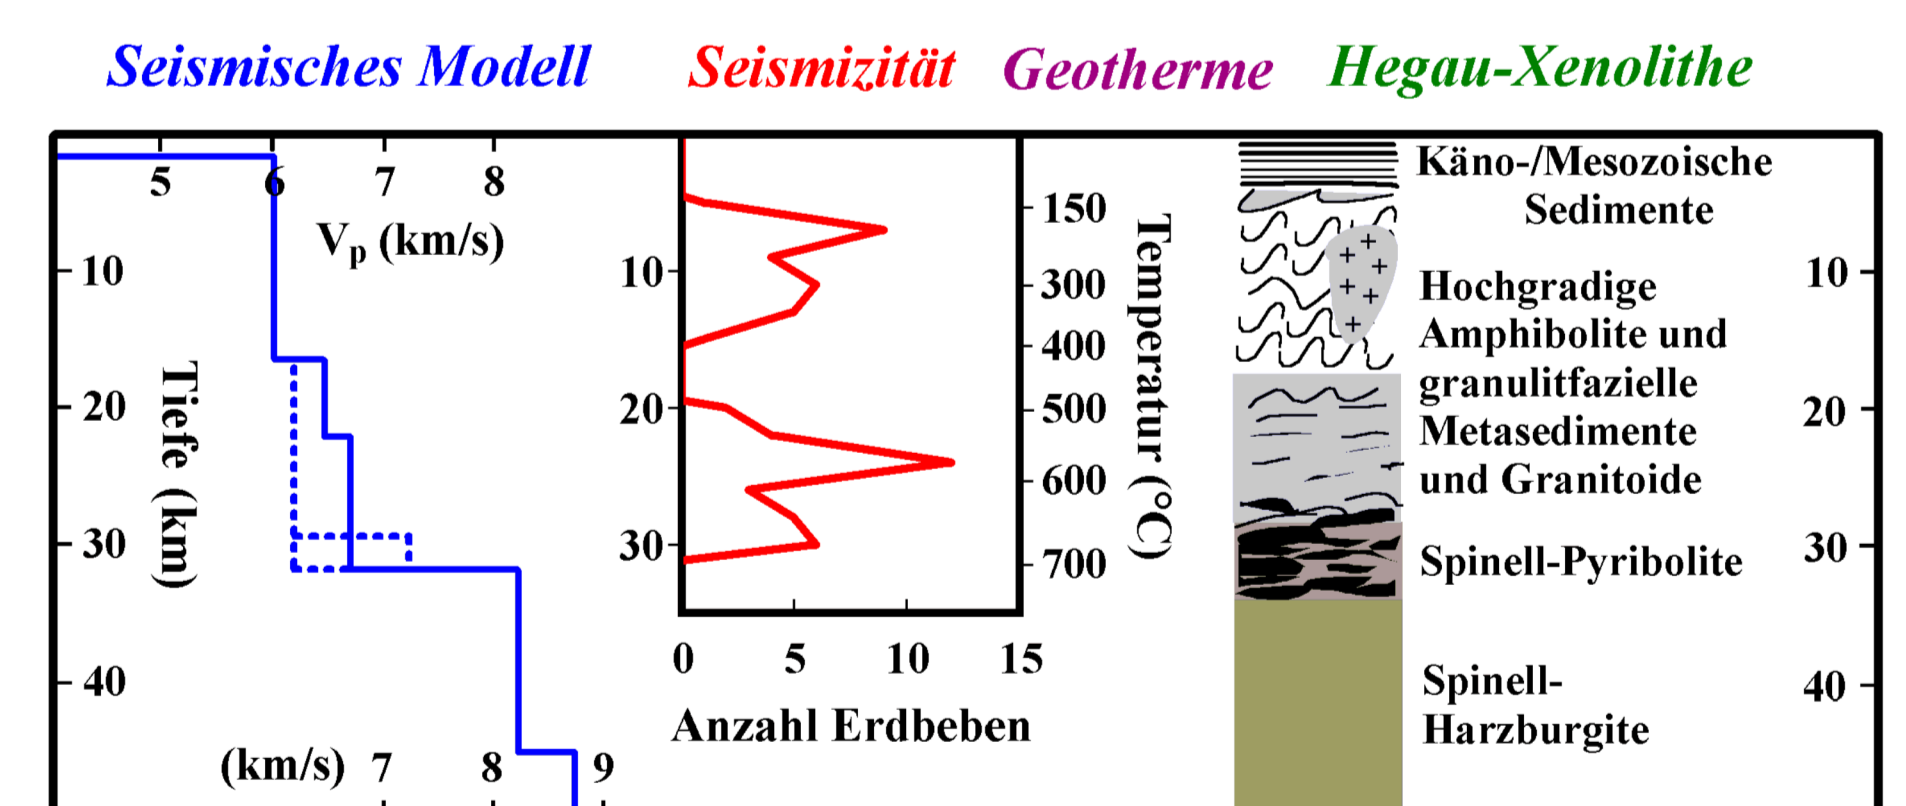 Seismisches Modell
Seismizität
Geotherme
Hegau-Xenolithe
5 6 7 8
Vp (km/s)
10
20
30
40
Tiefe (km)
(km/s) 7 8 9
10
20
30
0 5 10 15
Anzahl Erdbeben
150
300
400
500
600
700
Temperatur (°C)
Käno-/Mesozoische
Sedimente
Hochgradige
Amphibolite und
granulitfazielle
Metasedimente
und Granitoide
Spinell-Pyribolite
Spinell-
Harzburgite
10
20
30
40